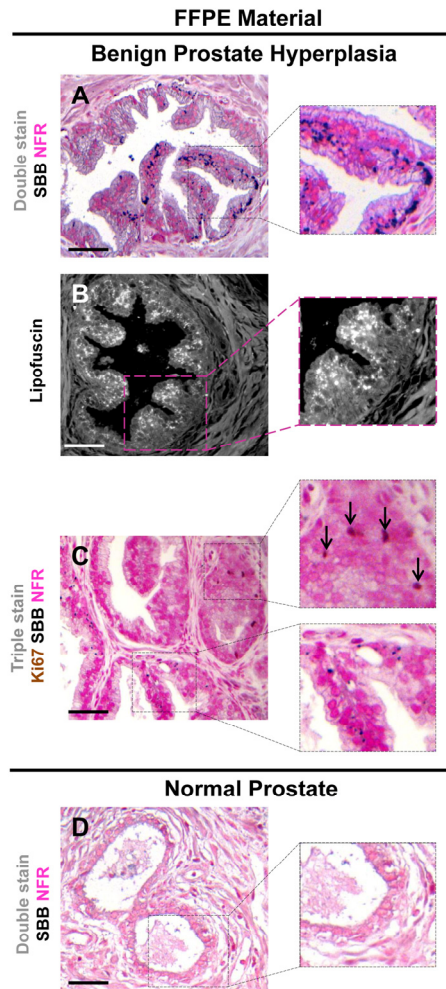 FFPE Material
Benign Prostate Hyperplasia
A
Double stain
SBB NFR
B
Lipofuscin
C
Triple stain
Ki67 SBB NFR
Normal Prostate
D
Double stain
SBB NFR